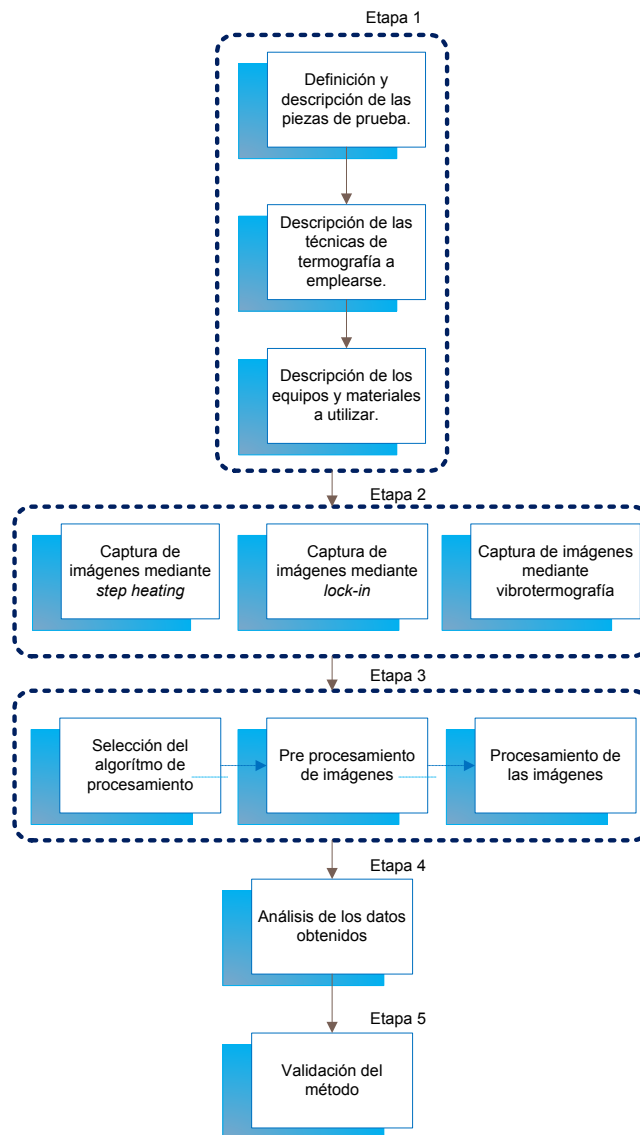 Etapa 1
Definición y
descripción de las
piezas de prueba.
Descripción de las
técnicas de
termografía a
emplearse.
Descripción de los
equipos y materiales
a utilizar.
Etapa 2
Captura de
imágenes mediante
step heating
Captura de
imágenes mediante
lock-in
Captura de imágenes
mediante
vibrotermografía
Etapa 3
Selección del
algorítmo de
procesamiento
Pre procesamiento
de imágenes
Procesamiento de
las imágenes
Etapa 4
Análisis de los datos
obtenidos
Etapa 5
Validación del
método